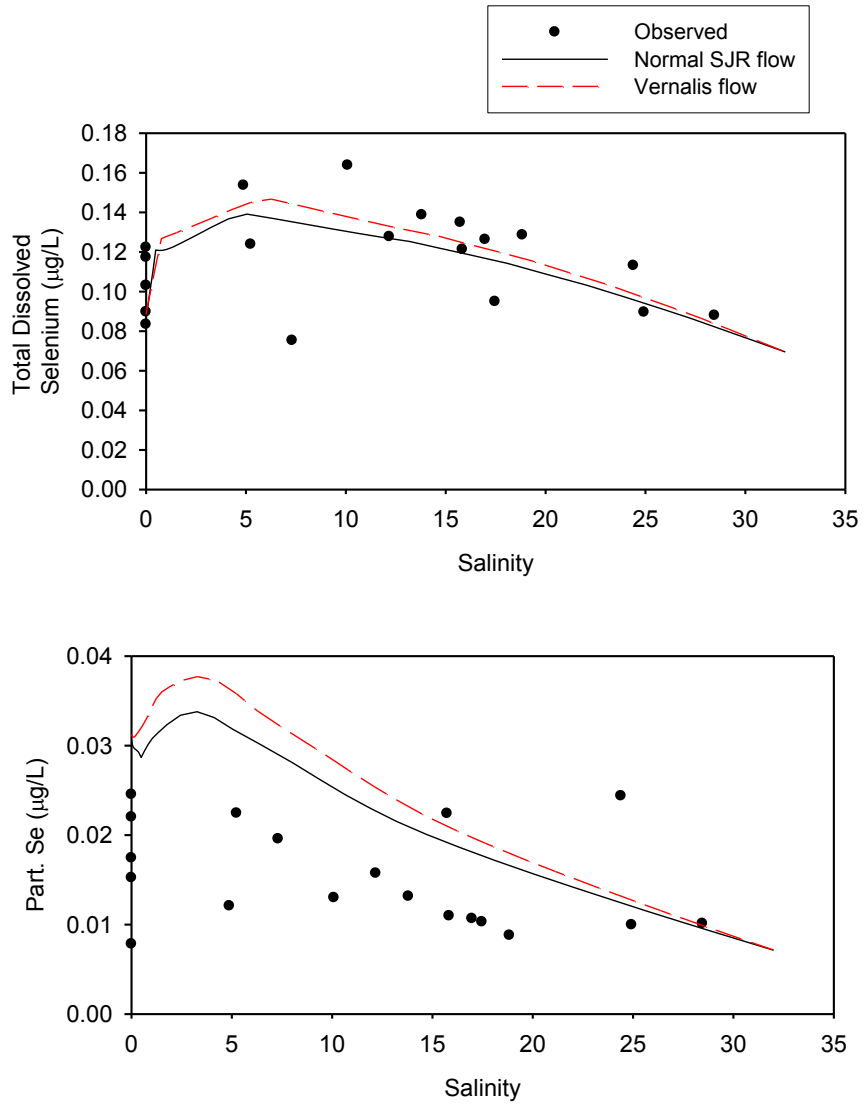 Observed
Normal SJR flow
Vernalis flow
Total Dissolved
Selenium (μg/L)
0.18
0.16
0.14
0.12
0.10
0.08
0.06
0.04
0.02
0.00
0 5 10 15 20 25 30 35
Salinity
Part. Se (μg/L)
0.04
0.03
0.02
0.01
0.00
0 5 10 15 20 25 30 35
Salinity